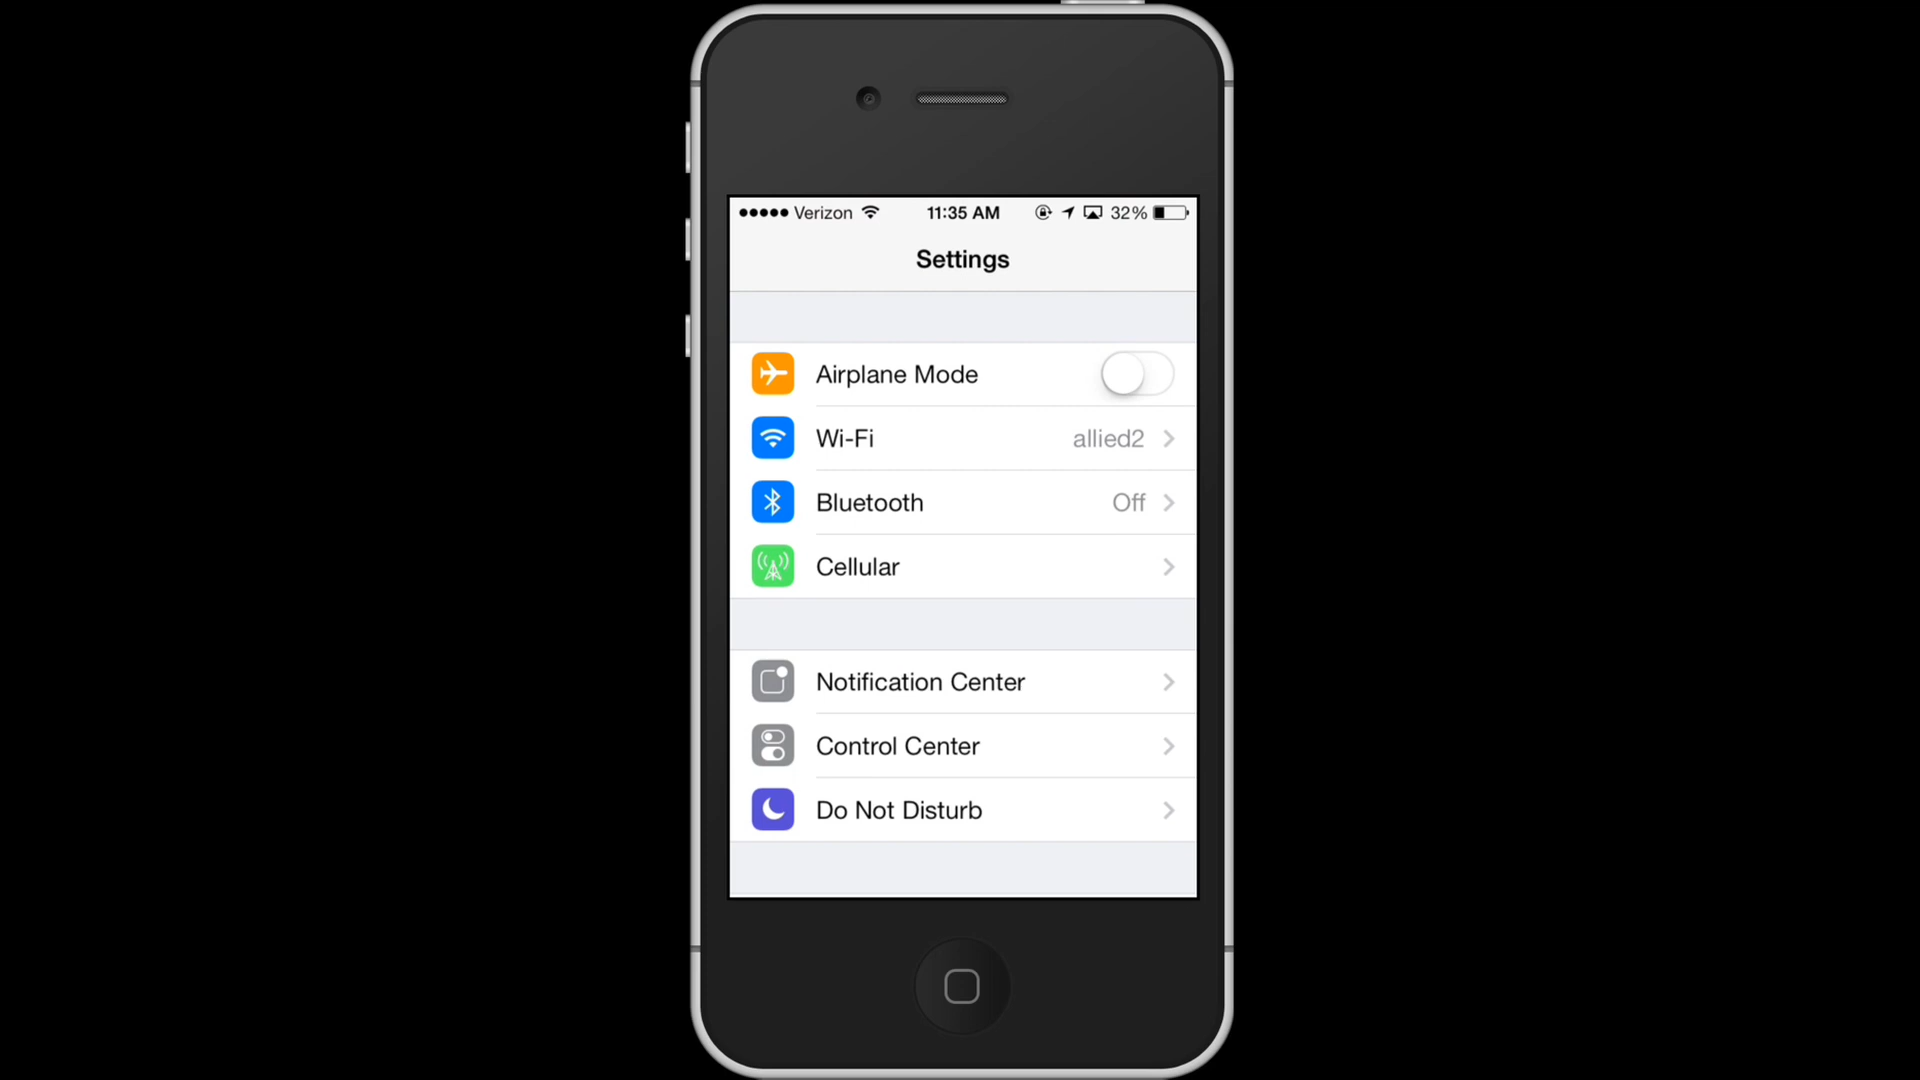 Verizon 11:35 AM 32%
Settings
Airplane Mode
Wi-Fi allied2
Bluetooth Off
Cellular
Notification Center
Control Center
Do Not Disturb